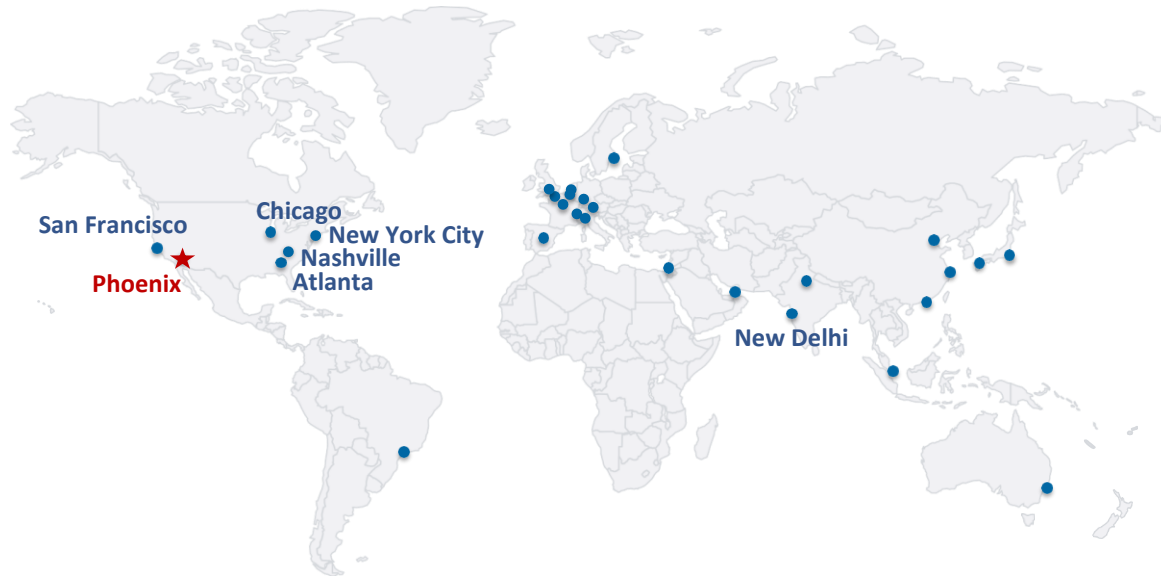 San Francisco
Chicago
New York City
Nashville
Phoenix
Atlanta
New Delhi